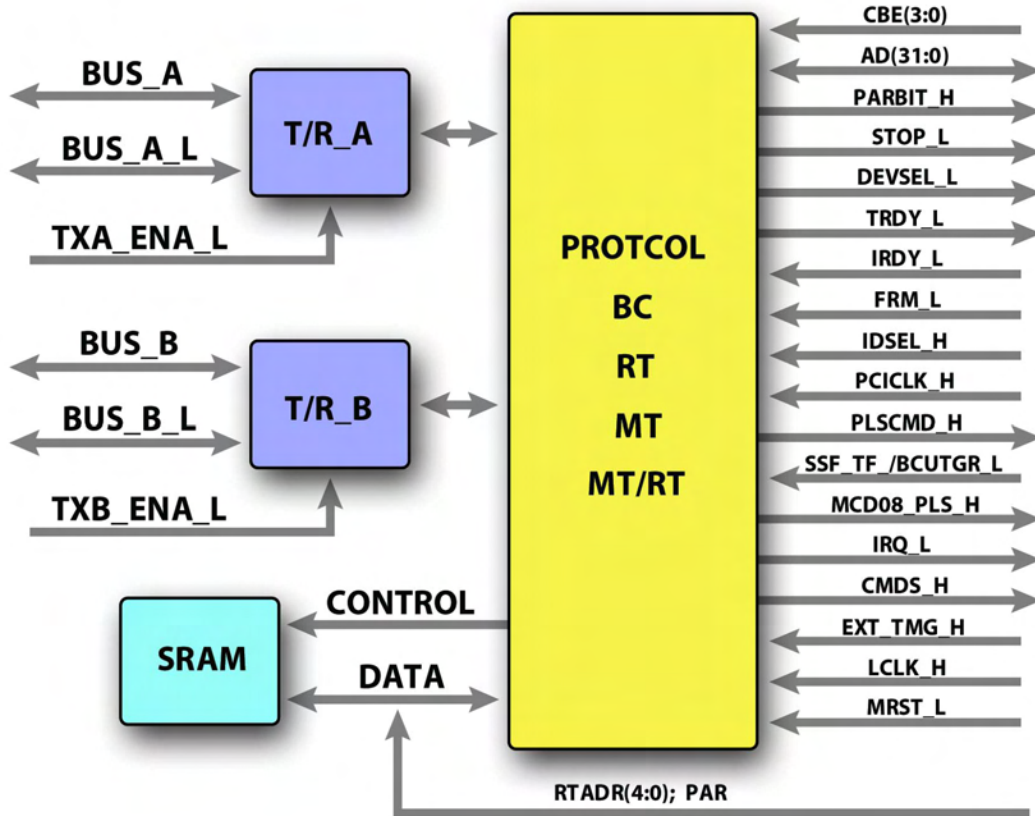 BUS_A
BUS_A_L
TXA_ENA_L
T/R_A
BUS_B
BUS_B_L
TXB_ENA_L
T/R_B
SRAM
CONTROL
DATA
PROTCOL
BC
RT
MT
MT/RT
CBE(3:0)
AD(31:0)
PARBIT_H
STOP_L
DEVSEL_L
TRDY_L
IRDY_L
FRM_L
IDSEL_H
PCICLK_H
PLSCMD_H
SSF_TF_/BCUTGR_L
MCD08_PLS_H
IRQ_L
CMDS_H
EXT_TMG_H
LCLK_H
MRST_L
RTADR(4:0); PAR